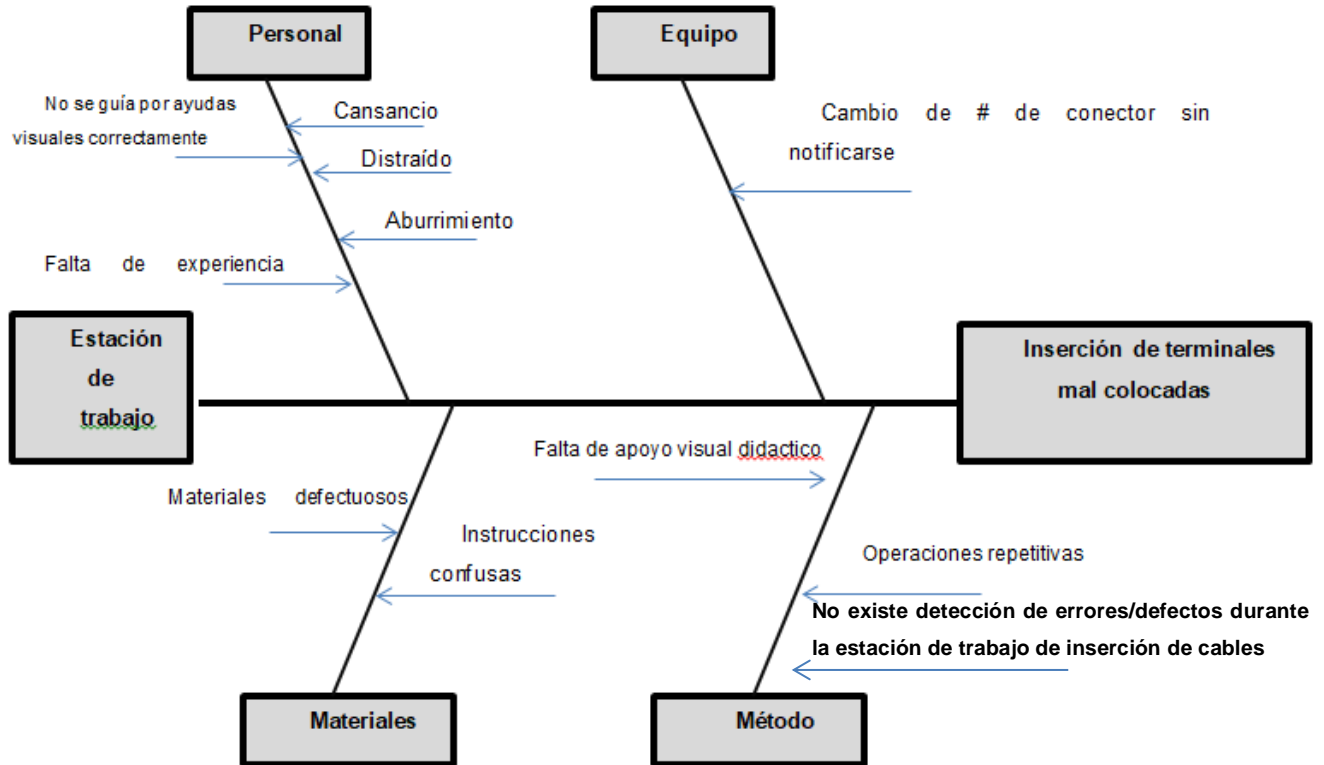 Personal
Equipo
No se guía por ayudas
visuales correctamente
Cansancio
Distraído
Aburrimiento
Falta de experiencia
Cambio de # de conector sin
notificarse
Estación
de
trabajo
Inserción de terminales
mal colocadas
Materiales defectuosos
Instrucciones
confusas
Falta de apoyo visual didactico
Operaciones repetitivas
No existe detección de errores/defectos durante
la estación de trabajo de inserción de cables
Materiales
Método